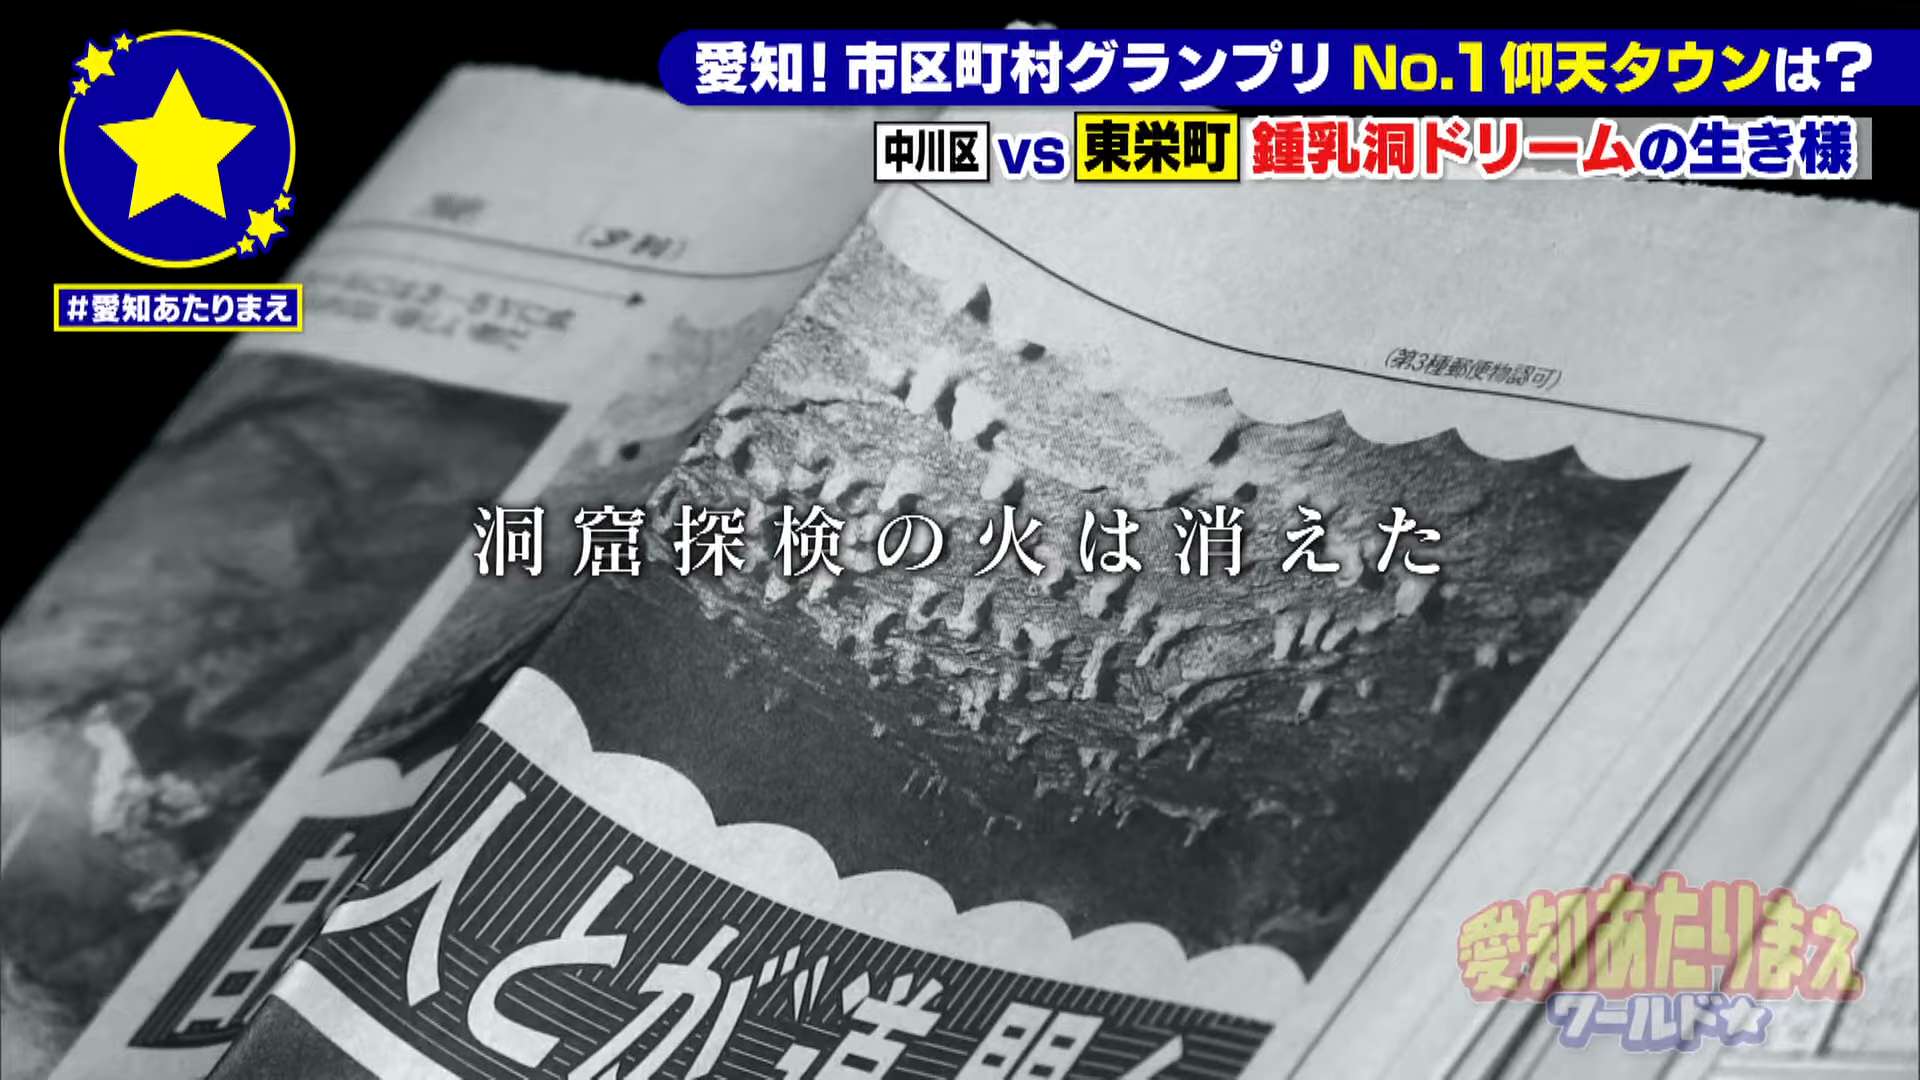 愛知!市区町村グランプリ No.1仰天タウンは?
中川区 vs 東栄町 鍾乳洞ドリームの生き様
#愛知あたりまえ
(夕刊)
(第3種郵便物認可)
洞窟探検の火は消えた
人とが
愛知あたりまえ
ワールド☆